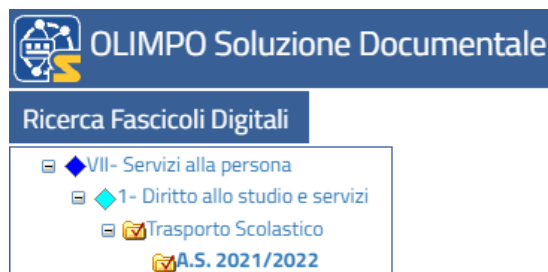 OLIMPO Soluzione Documentale
Ricerca Fascicoli Digitali
VII- Servizi alla persona
1- Diritto allo studio e servizi
Trasporto Scolastico
A.S. 2021/2022